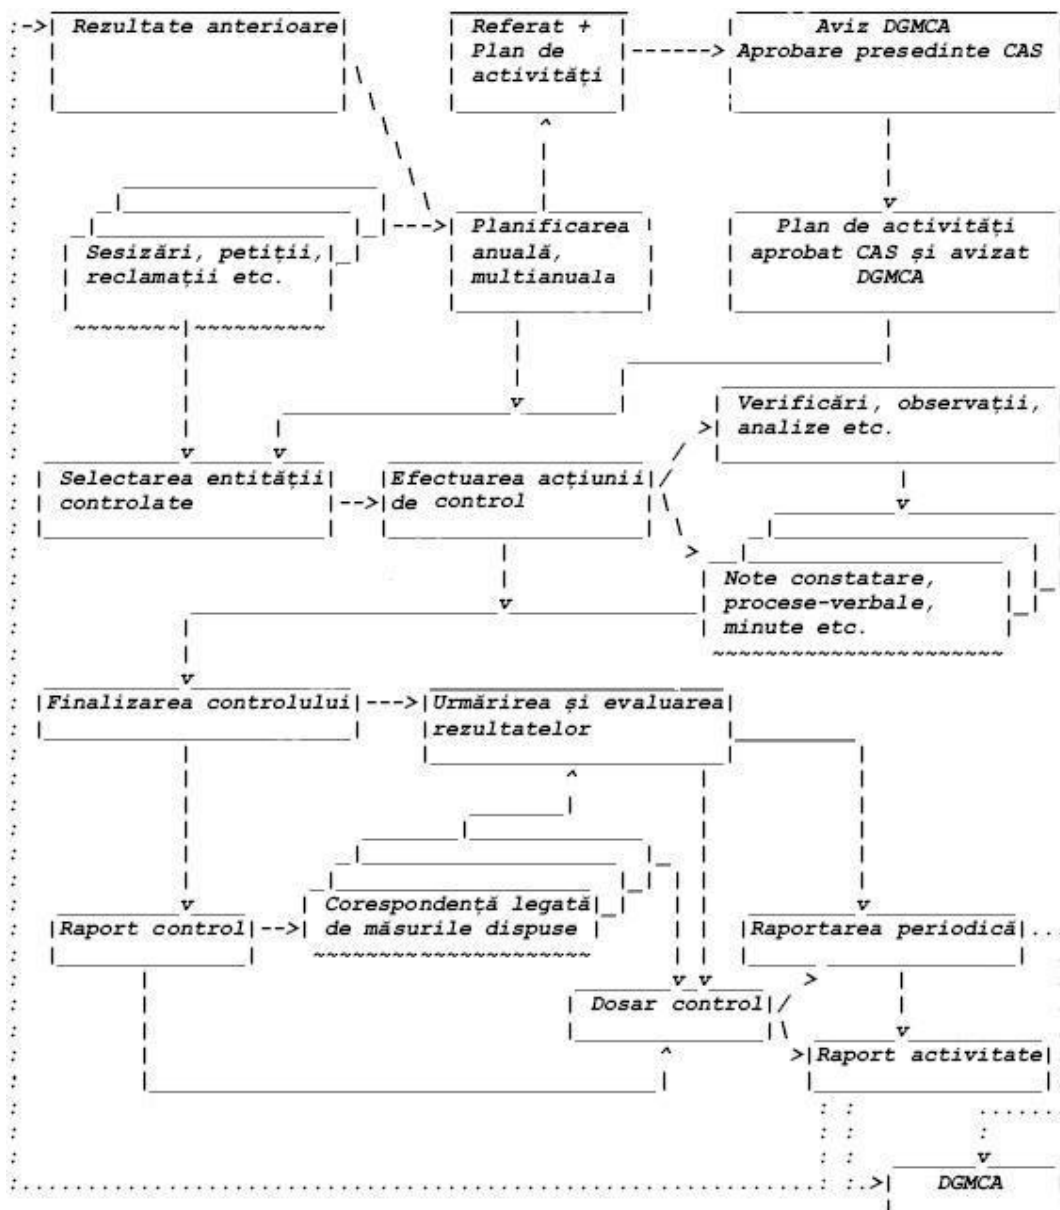 Rezultate anterioare
Referat +
Plan de
activități
Aviz DGMCA
Aprobare presedinte CAS
Sesizări, petiții,
reclamații etc.
Planificarea
anuală,
multianuala
Plan de activități
aprobat CAS și avizat
DGMCA
Verificări, observații,
analize etc.
Selectarea entității
controlate
Efectuarea acțiunii
de control
Note constatare,
procese-verbale,
minute etc.
Finalizarea controlului
Urmărirea și evaluarea
rezultatelor
Corespondență legată
de măsurile dispuse
Raport control
Raportarea periodică
Dosar control
Raport activitate
DGMCA